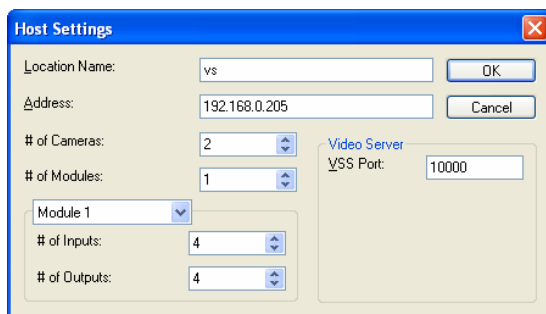 Host Settings
Location Name: vs OK
Address: 192.168.0.205 Cancel
# of Cameras: 2 Video Server
VSS Port: 10000
# of Modules: 1
Module 1
# of Inputs: 4
# of Outputs: 4